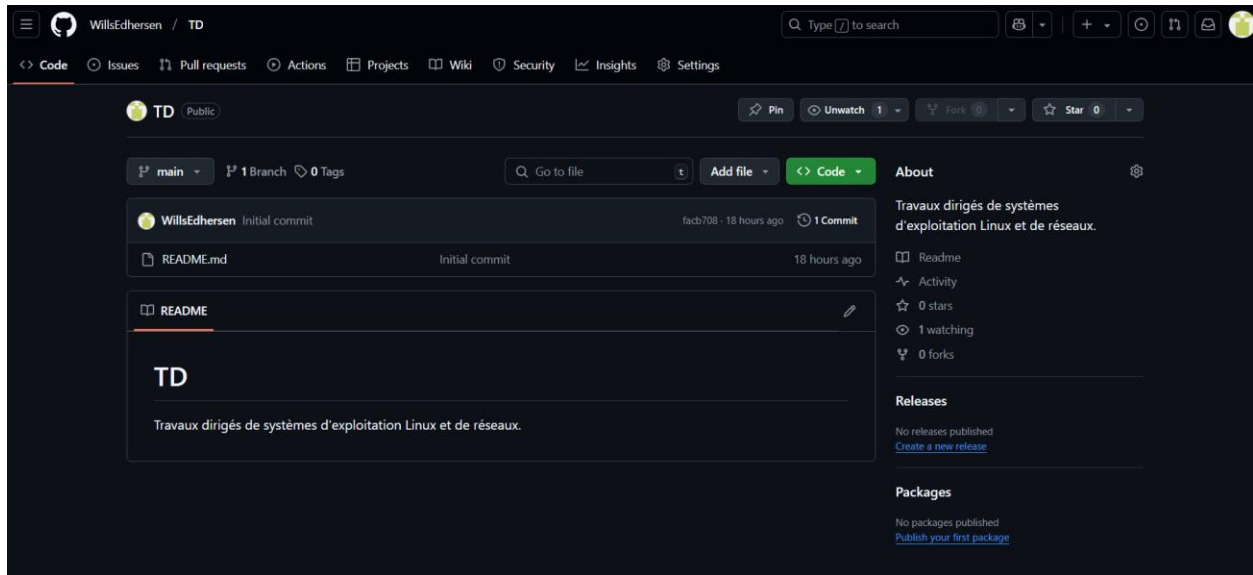 WillsEdhersen / TD
Type / to search
Code Issues Pull requests Actions Projects Wiki Security Insights Settings
TD Public
Pin Unwatch 1 Fork 0 Star 0
main 1 Branch 0 Tags Go to file t Add file Code
WillsEdhersen Initial commit facb708 · 18 hours ago 1 Commit
README.md Initial commit 18 hours ago
README
TD
Travaux dirigés de systèmes d'exploitation Linux et de réseaux.
About
Travaux dirigés de systèmes
d'exploitation Linux et de réseaux.
Readme
Activity
0 stars
1 watching
0 forks
Releases
No releases published
Create a new release
Packages
No packages published
Publish your first package